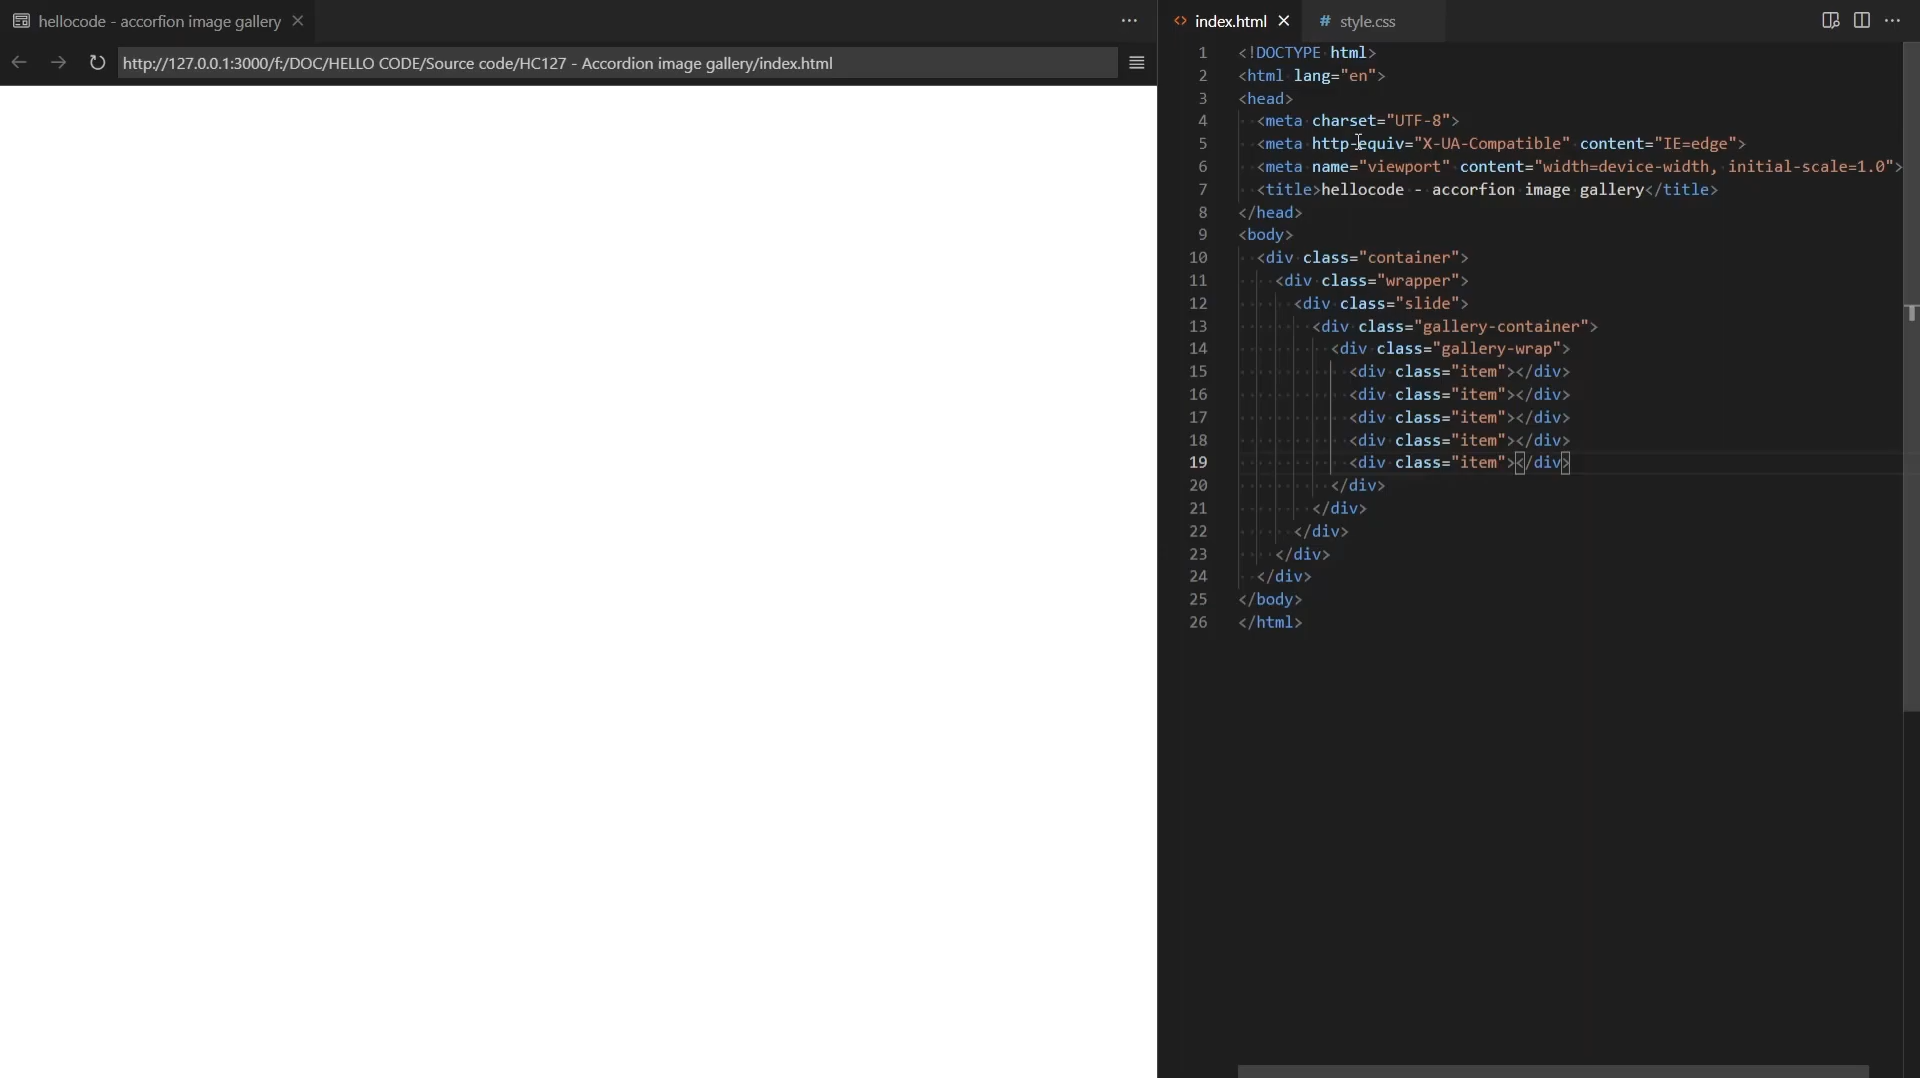 hellocode - accorfion image gallery
http://127.0.0.1:3000/f:/DOC/HELLO CODE/Source code/HC127 - Accordion image gallery/index.html
index.html
# style.css
1 <!DOCTYPE html>
2 <html lang="en">
3 <head>
4 <meta charset="UTF-8">
5 <meta http-equiv="X-UA-Compatible" content="IE=edge">
6 <meta name="viewport" content="width=device-width, initial-scale=1.0">
7 <title>hellocode - accorfion image gallery</title>
8 </head>
9 <body>
10 <div class="container">
11 <div class="wrapper">
12 <div class="slide">
13 <div class="gallery-container">
14 <div class="gallery-wrap">
15 <div class="item"></div>
16 <div class="item"></div>
17 <div class="item"></div>
18 <div class="item"></div>
19 <div class="item"></div>
20 </div>
21 </div>
22 </div>
23 </div>
24 </div>
25 </body>
26 </html>